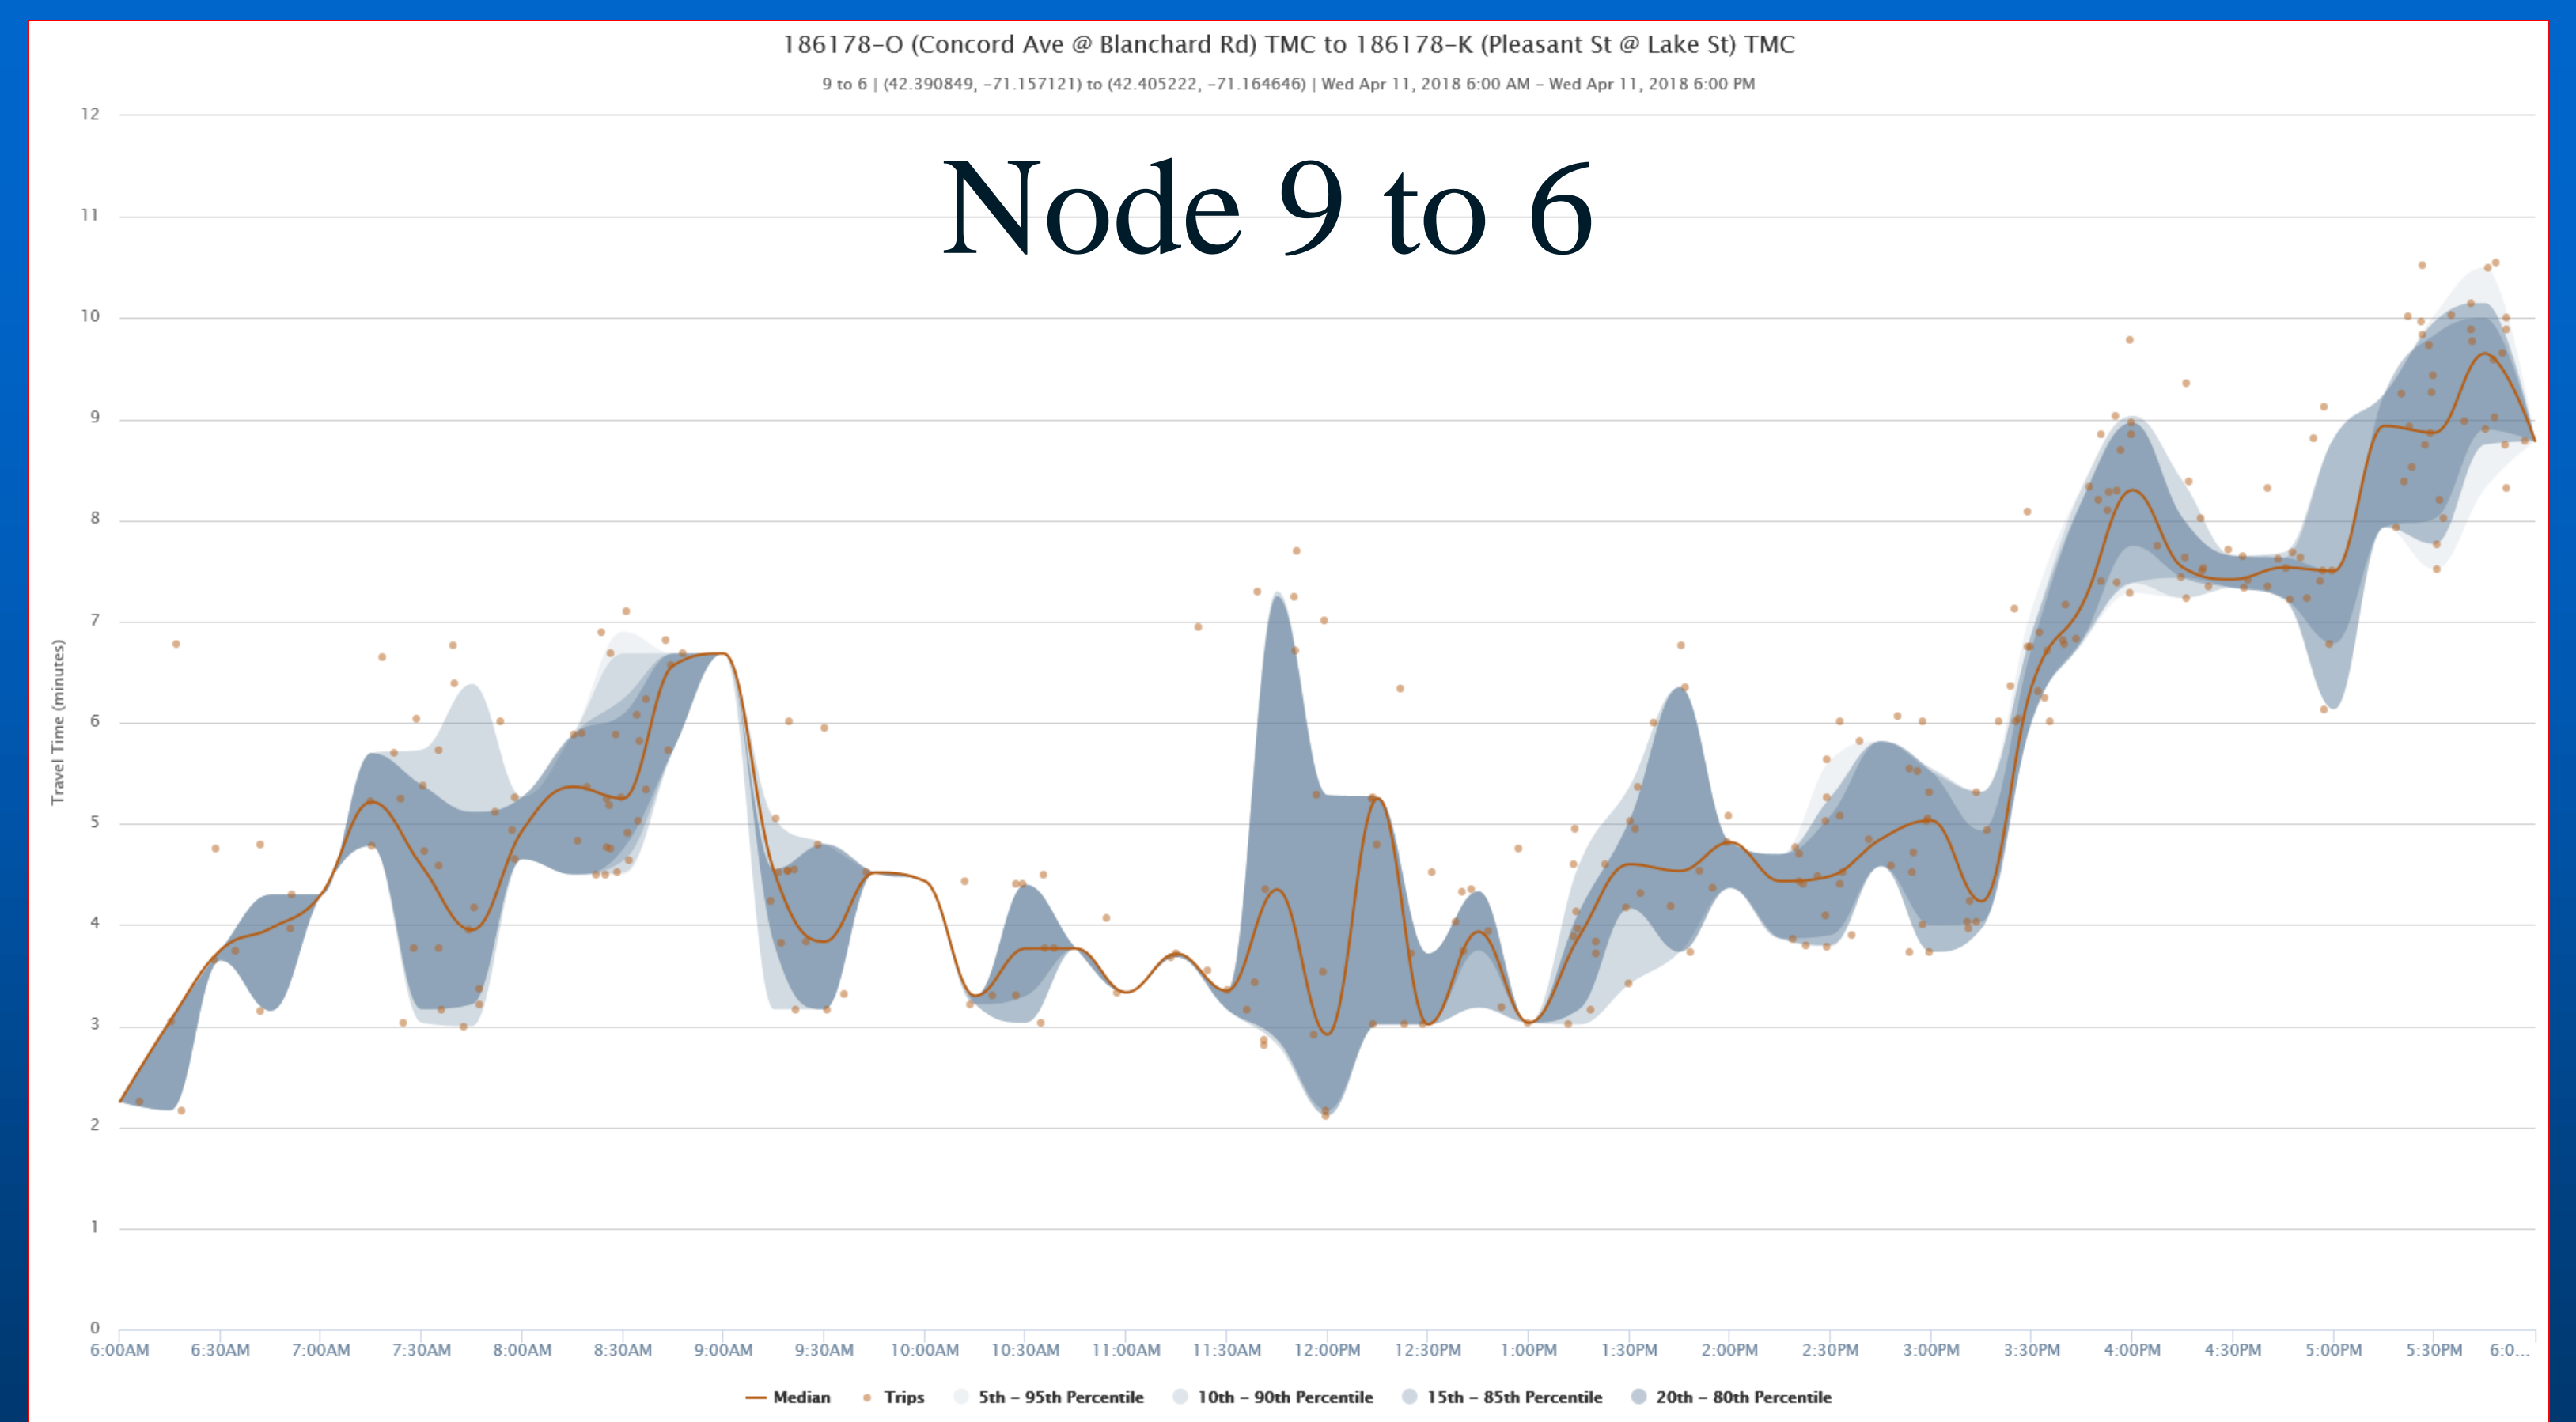 186178-O (Concord Ave @ Blanchard Rd) TMC to 186178-K (Pleasant St @ Lake St) TMC
9 to 6 | (42.390849, -71.157121) to (42.405222, -71.164646) | Wed Apr 11, 2018 6:00 AM - Wed Apr 11, 2018 6:00 PM
Node 9 to 6
12
11
10
9
8
7
6
5
4
3
2
1
0
Travel Time (minutes)
6:00AM 6:30AM 7:00AM 7:30AM 8:00AM 8:30AM 9:00AM 9:30AM 10:00AM 10:30AM 11:00AM 11:30AM 12:00PM 12:30PM 1:00PM 1:30PM 2:00PM 2:30PM 3:00PM 3:30PM 4:00PM 4:30PM 5:00PM 5:30PM 6:0...
Median Trips 5th - 95th Percentile 10th - 90th Percentile 15th - 85th Percentile 20th - 80th Percentile